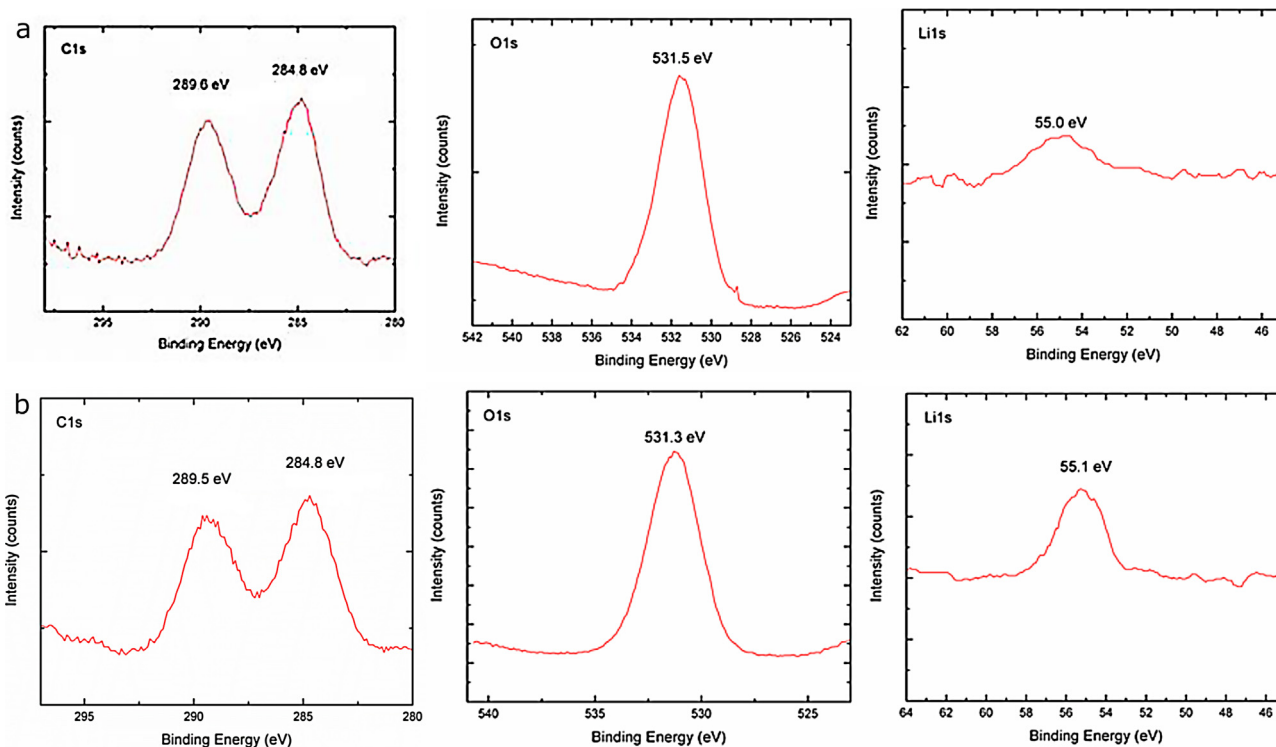 a
C1s
289.6 eV
284.8 eV
Intensity (counts)
295
290
285
280
Binding Energy (eV)
O1s
531.5 eV
Intensity (counts)
542
540
538
536
534
532
530
528
526
524
Binding Energy (eV)
Li1s
55.0 eV
Intensity (counts)
62
60
58
56
54
52
50
48
46
Binding Energy (eV)
b
C1s
289.5 eV
284.8 eV
Intensity (counts)
295
290
285
280
Binding Energy (eV)
O1s
531.3 eV
Intensity (counts)
540
535
530
525
Binding Energy (eV)
Li1s
55.1 eV
Intensity (counts)
64
62
60
58
56
54
52
50
48
46
Binding Energy (eV)